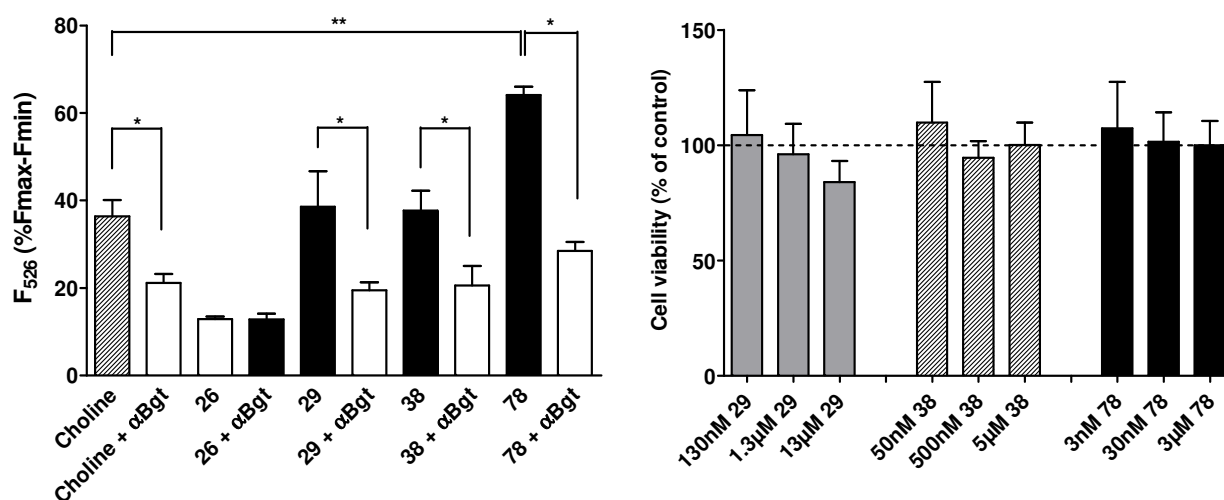 F526 (%Fmax-Fmin)
80
60
40
20
0
**
*
*
*
*
Choline
Choline + αBgt
26
26 + αBgt
29
29 + αBgt
38
38 + αBgt
78
78 + αBgt
Cell viability (% of control)
150
100
50
0
130nM 29
1.3µM 29
13µM 29
50nM 38
500nM 38
5µM 38
3nM 78
30nM 78
3µM 78